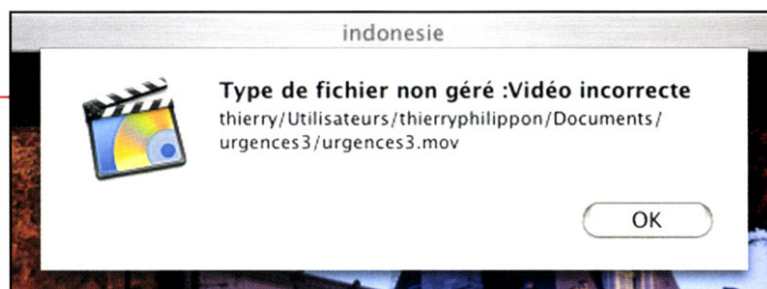 indonesie
Type de fichier non géré :Vidéo incorrecte
thierry/Utilisateurs/thierryphilippon/Documents/
urgences3/urgences3.mov
OK